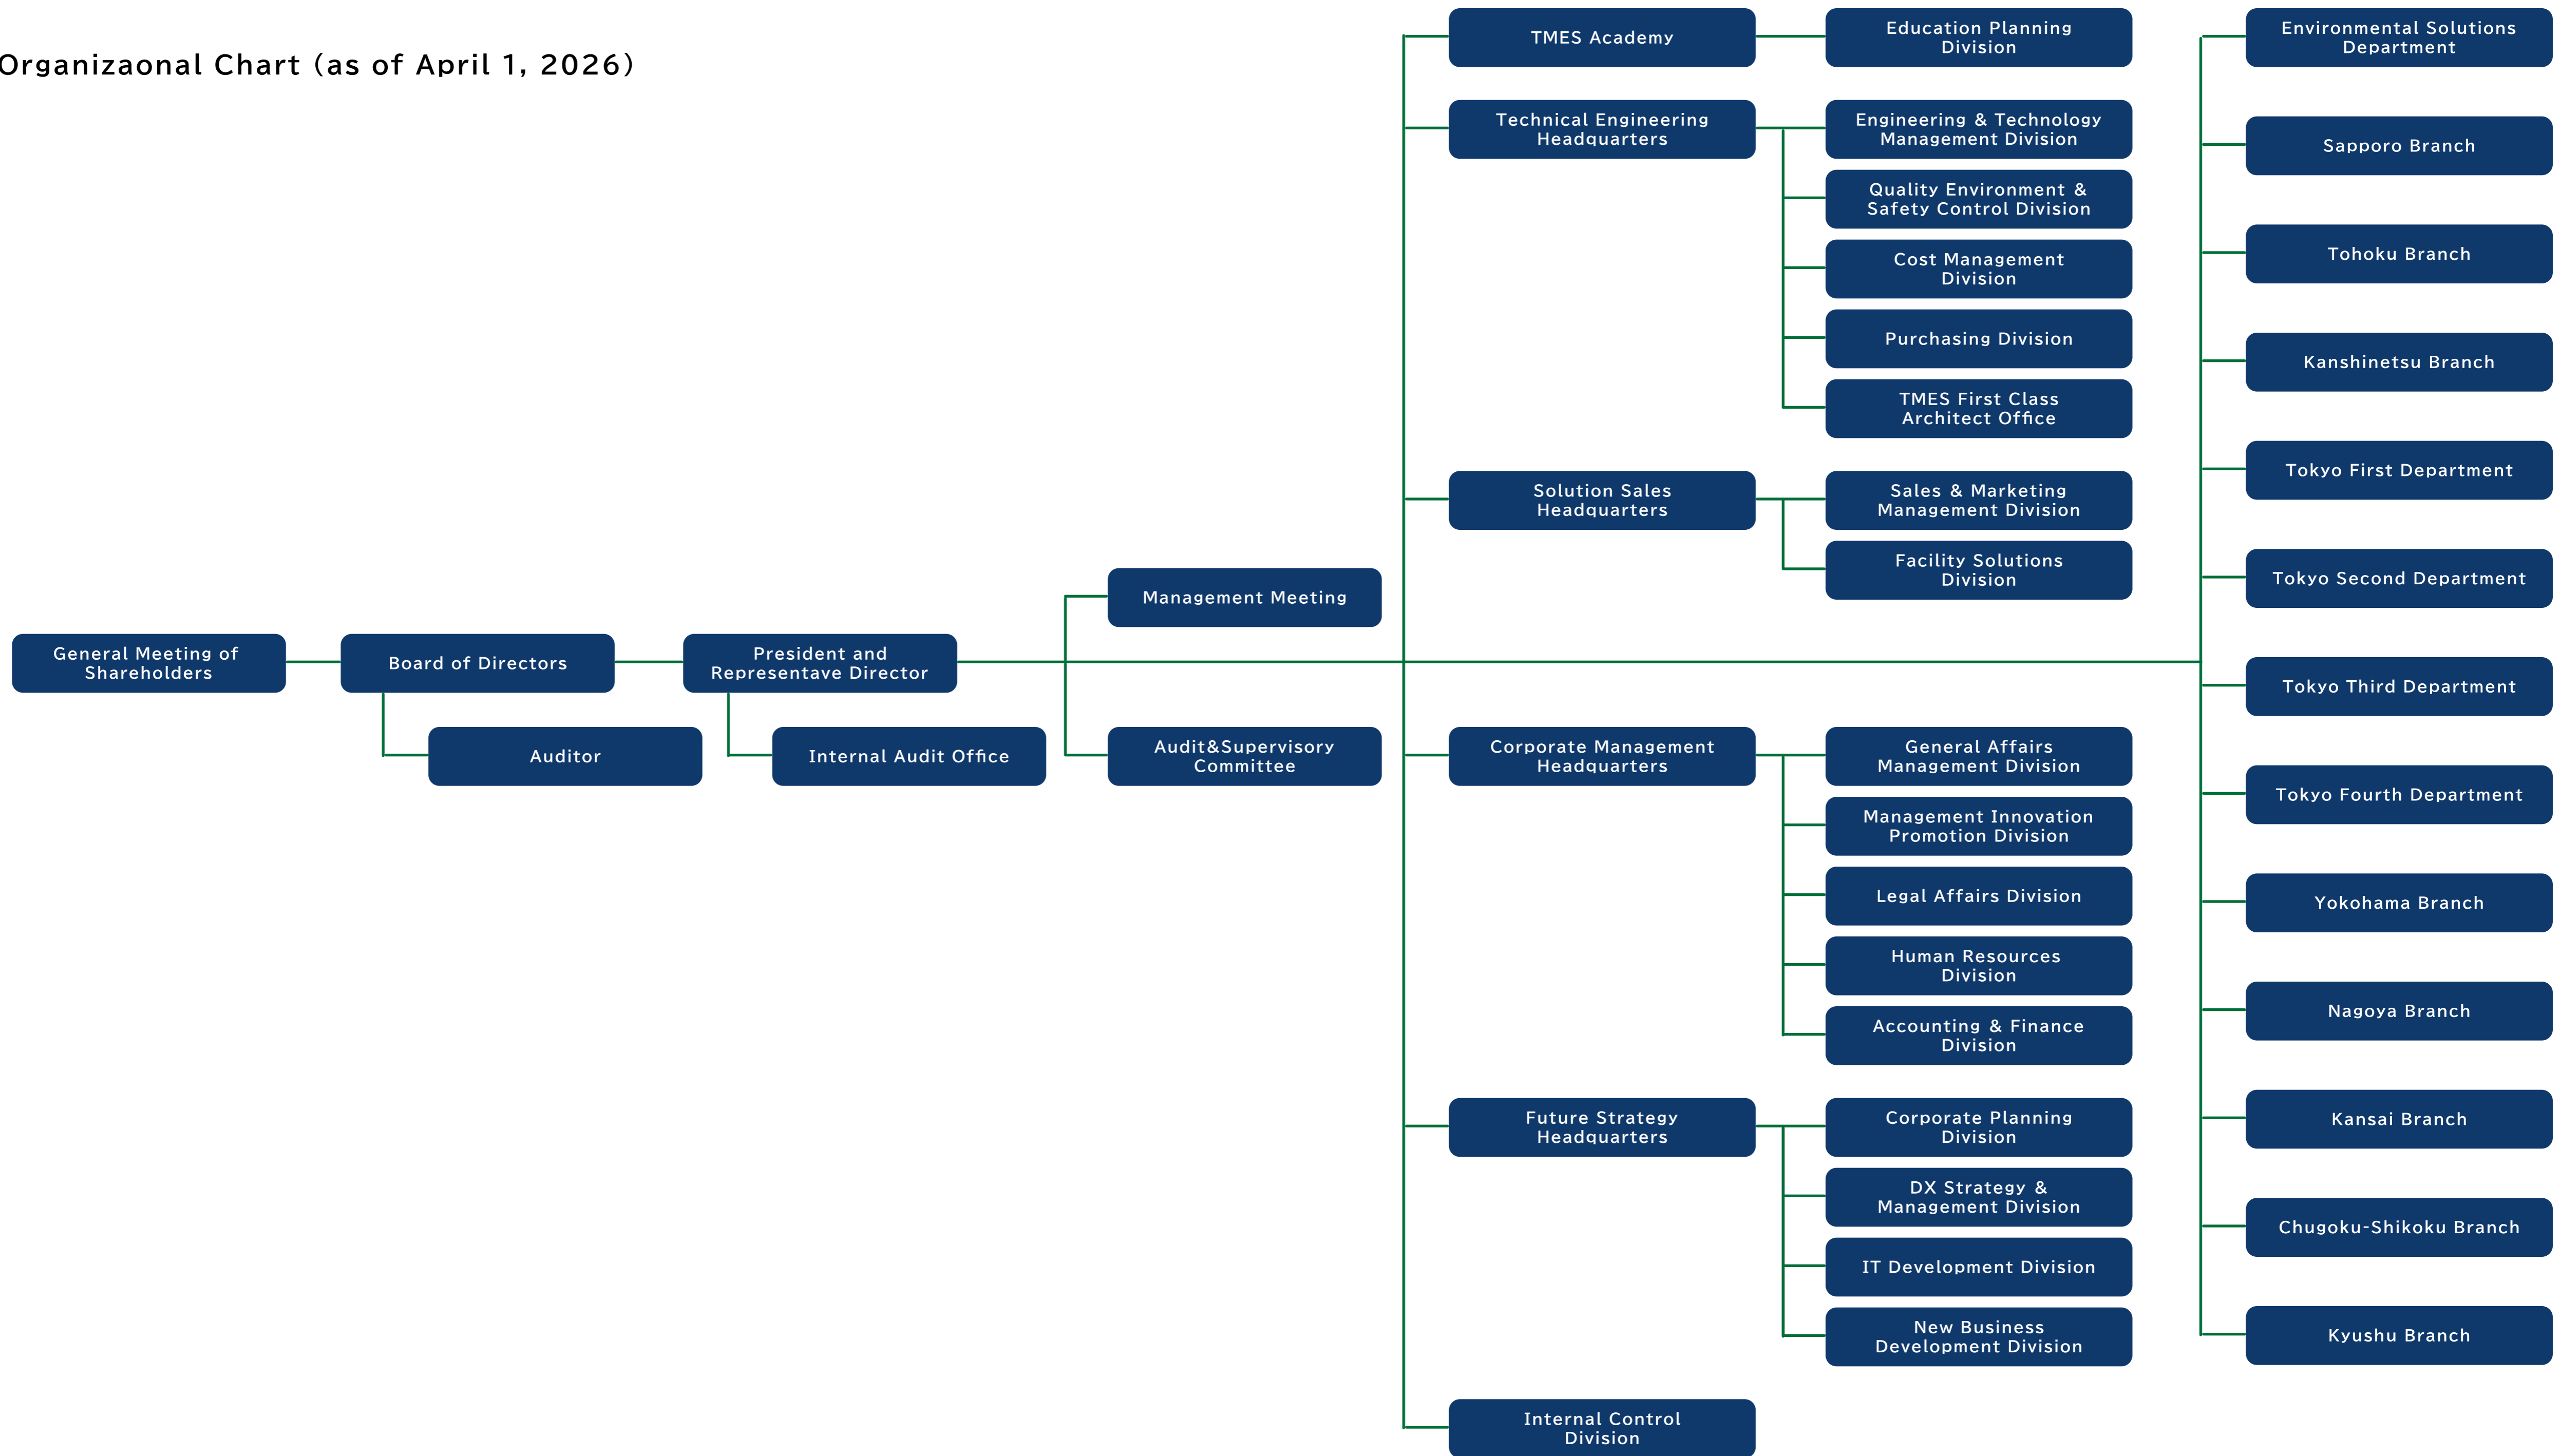 Organizaonal Chart (as of April 1, 2026)
General Meeting of
Shareholders
Board of Directors
Auditor
President and
Representave Director
Internal Audit Office
Management Meeting
Audit&Supervisory
Committee
TMES Academy
Education Planning
Division
Technical Engineering
Headquarters
Engineering & Technology
Management Division
Quality Environment &
Safety Control Division
Cost Management
Division
Purchasing Division
TMES First Class
Architect Office
Solution Sales
Headquarters
Sales & Marketing
Management Division
Facility Solutions
Division
Corporate Management
Headquarters
General Affairs
Management Division
Management Innovation
Promotion Division
Legal Affairs Division
Human Resources
Division
Accounting & Finance
Division
Future Strategy
Headquarters
Corporate Planning
Division
DX Strategy &
Management Division
IT Development Division
New Business
Development Division
Internal Control
Division
Environmental Solutions
Department
Sapporo Branch
Tohoku Branch
Kanshinetsu Branch
Tokyo First Department
Tokyo Second Department
Tokyo Third Department
Tokyo Fourth Department
Yokohama Branch
Nagoya Branch
Kansai Branch
Chugoku-Shikoku Branch
Kyushu Branch